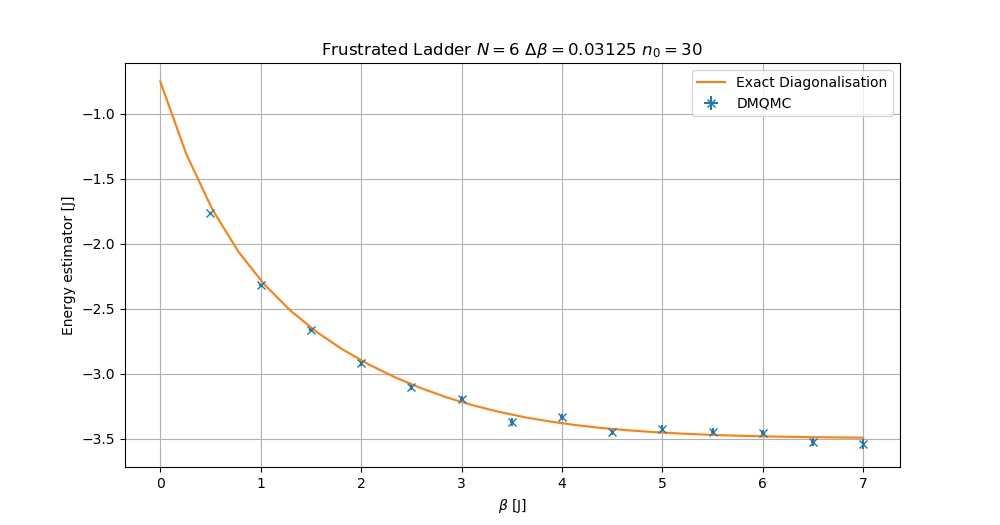 Frustrated Ladder N = 6 Δβ = 0.03125 n₀ = 30
Exact Diagonalisation
DMQMC
Energy estimator [J]
−1.0
−1.5
−2.0
−2.5
−3.0
−3.5
0 1 2 3 4 5 6 7
β [J]